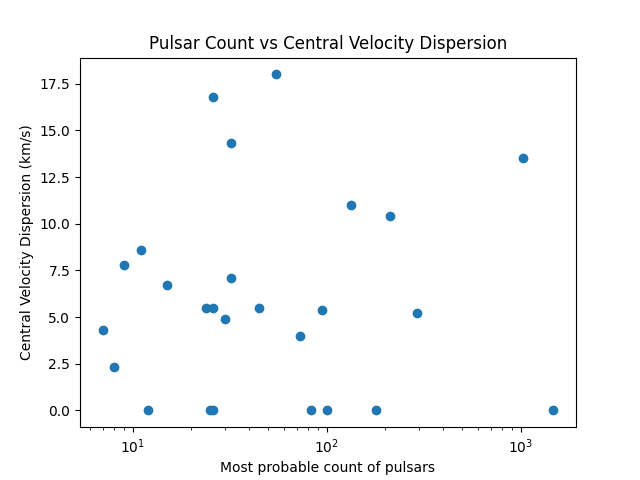 Pulsar Count vs Central Velocity Dispersion
Central Velocity Dispersion (km/s)
17.5
15.0
12.5
10.0
7.5
5.0
2.5
0.0
10¹ 10² 10³
Most probable count of pulsars